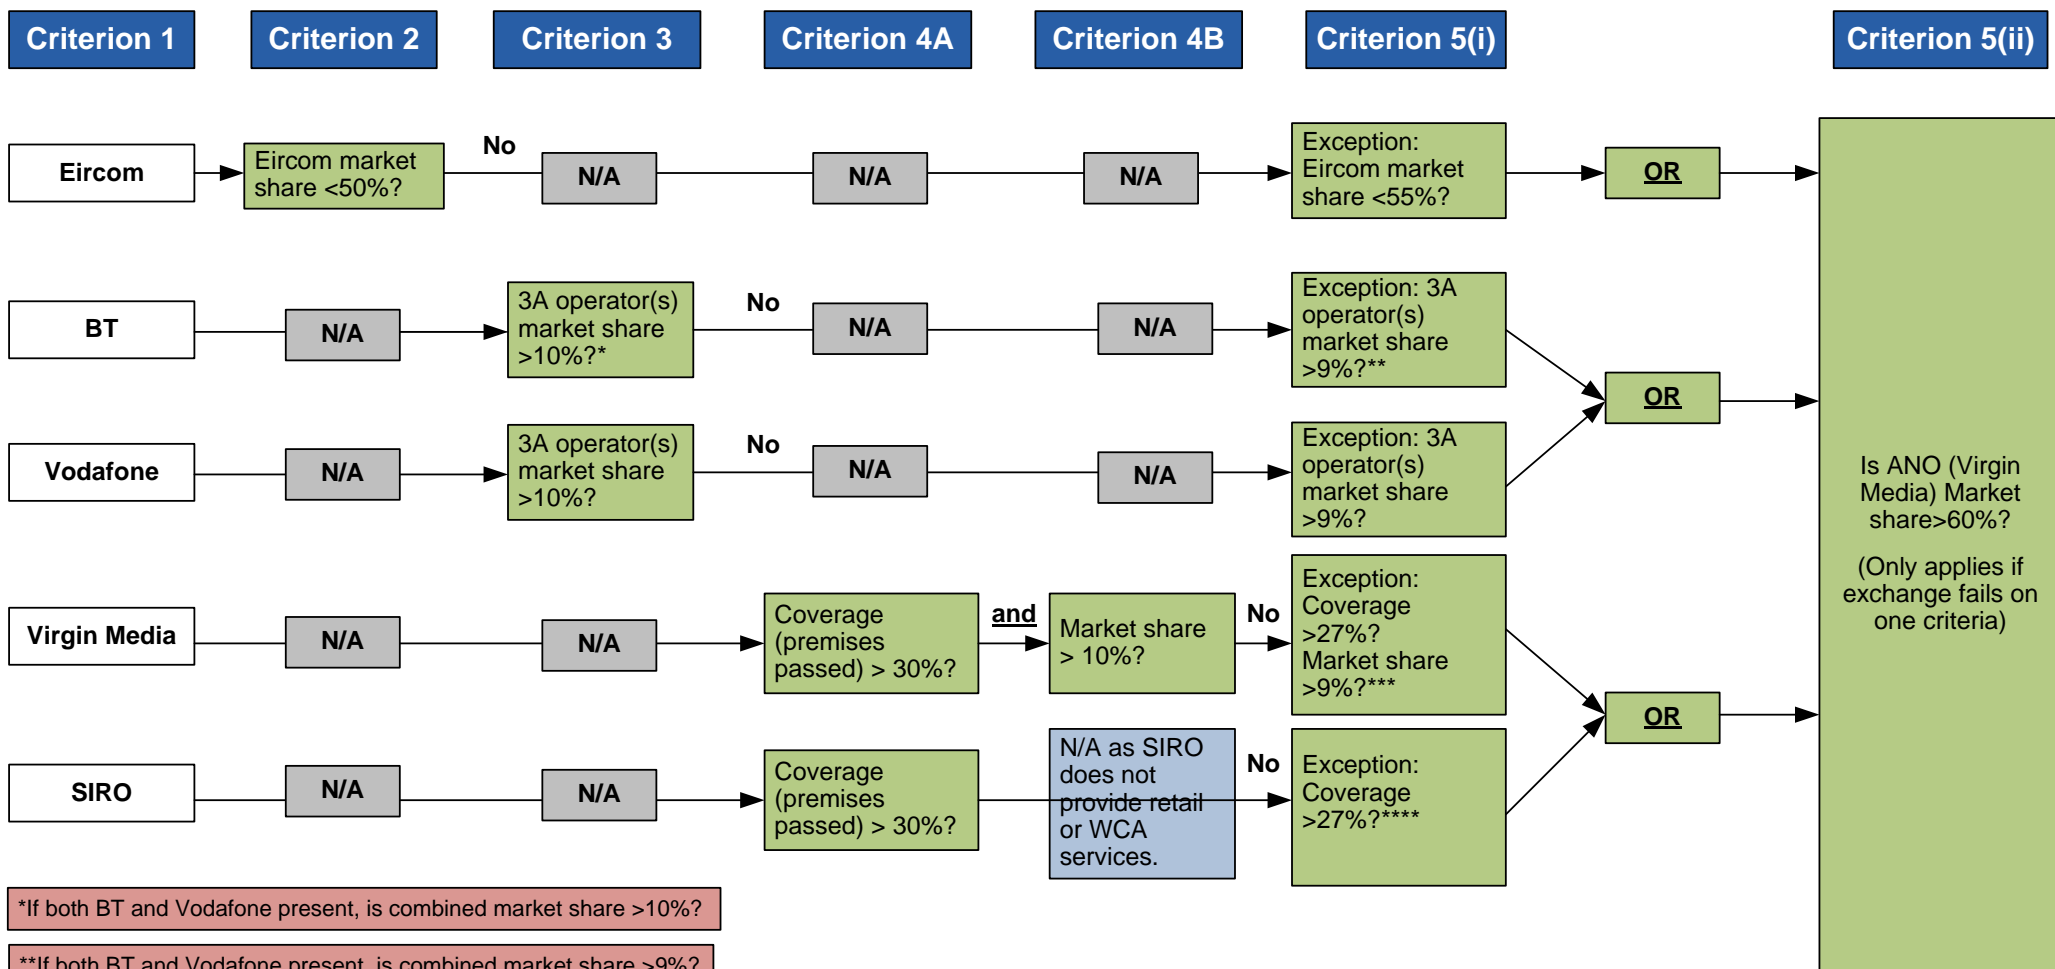 Criterion 1
Criterion 2
Criterion 3
Criterion 4A
Criterion 4B
Criterion 5(i)
Criterion 5(ii)
Eircom
Eircom market
share <50%?
No
N/A
N/A
N/A
Exception:
Eircom market
share <55%?
OR
BT
N/A
3A operator(s)
market share
>10%?*
No
N/A
N/A
Exception: 3A
operator(s)
market share
>9%?**
OR
Vodafone
N/A
3A operator(s)
market share
>10%?
No
N/A
N/A
Exception: 3A
operator(s)
market share
>9%?
Virgin Media
N/A
N/A
Coverage
(premises
passed) > 30%?
and
Market share
> 10%?
No
Exception:
Coverage
>27%?
Market share
>9%?***
OR
SIRO
N/A
N/A
Coverage
(premises
passed) > 30%?
N/A as SIRO
does not
provide retail
or WCA
services.
No
Exception:
Coverage
>27%?****
Is ANO (Virgin
Media) Market
share>60%?
(Only applies if
exchange fails on
one criteria)
*If both BT and Vodafone present, is combined market share >10%?
**If both BT and Vodafone present, is combined market share >9%?